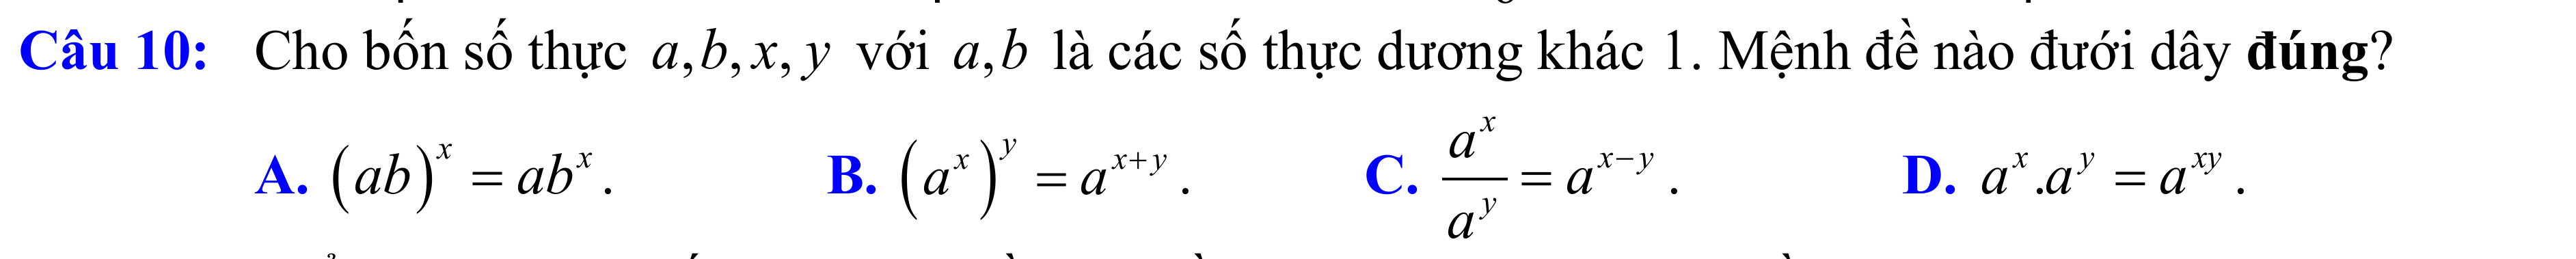 Câu 10: Cho bốn số thực a,b,x,y với a,b là các số thực dương khác 1. Mệnh đề nào đưới dây đúng?
A. (ab)^x = ab^x. B. (a^x)^y = a^{x+y}. C. \frac{a^x}{a^y} = a^{x-y}. D. a^x.a^y = a^{xy}.